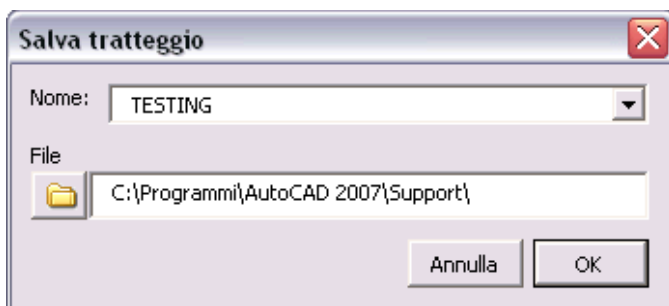 Salva tratteggio
Nome: TESTING
File
C:\Programmi\AutoCAD 2007\Support\
Annulla OK